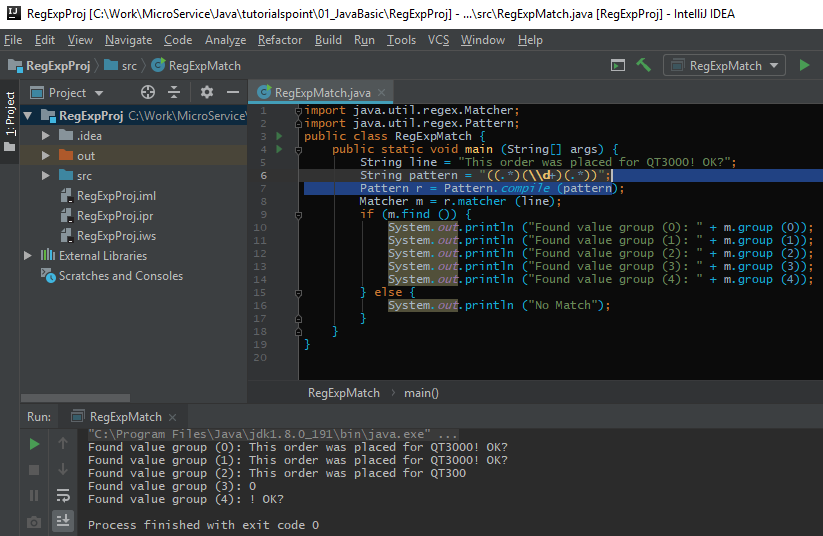 RegExpProj [C:\Work\MicroService\Java\tutorialspoint\01_JavaBasic\RegExpProj] - ...\src\RegExpMatch.java [RegExpProj] - IntelliJ IDEA
File Edit View Navigate Code Analyze Refactor Build Run Tools VCS Window Help
RegExpProj src RegExpMatch RegExpMatch
1: Project
Project
RegExpProj C:\Work\MicroService\
.idea
out
src
RegExpProj.iml
RegExpProj.ipr
RegExpProj.iws
External Libraries
Scratches and Consoles
RegExpMatch.java
1 import java.util.regex.Matcher;
2 import java.util.regex.Pattern;
3 public class RegExpMatch {
4 public static void main (String[] args) {
5 String line = "This order was placed for QT3000! OK?";
6 String pattern = "((.*)(\\d+)(.*))";
7 Pattern r = Pattern.compile (pattern);
8 Matcher m = r.matcher (line);
9 if (m.find ()) {
10 System.out.println ("Found value group (0): " + m.group (0));
11 System.out.println ("Found value group (1): " + m.group (1));
12 System.out.println ("Found value group (2): " + m.group (2));
13 System.out.println ("Found value group (3): " + m.group (3));
14 System.out.println ("Found value group (4): " + m.group (4));
15 } else {
16 System.out.println ("No Match");
17 }
18 }
19 }
20
RegExpMatch main()
Run: RegExpMatch
"C:\Program Files\Java\jdk1.8.0_191\bin\java.exe" ...
Found value group (0): This order was placed for QT3000! OK?
Found value group (1): This order was placed for QT3000! OK?
Found value group (2): This order was placed for QT300
Found value group (3): 0
Found value group (4): ! OK?
Process finished with exit code 0